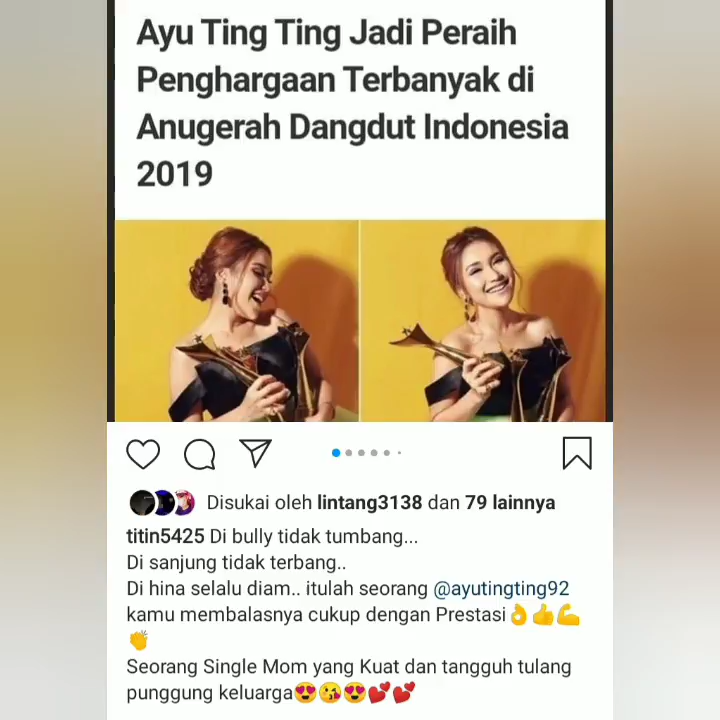 Ayu Ting Ting Jadi Peraih
Penghargaan Terbanyak di
Anugerah Dangdut Indonesia
2019
Disukai oleh lintang3138 dan 79 lainnya
titin5425 Di bully tidak tumbang...
Di sanjung tidak terbang..
Di hina selalu diam.. itulah seorang @ayutingting92
kamu membalasnya cukup dengan Prestasi👌👍💪
👏
Seorang Single Mom yang Kuat dan tangguh tulang
punggung keluarga😍😘😍💕💕